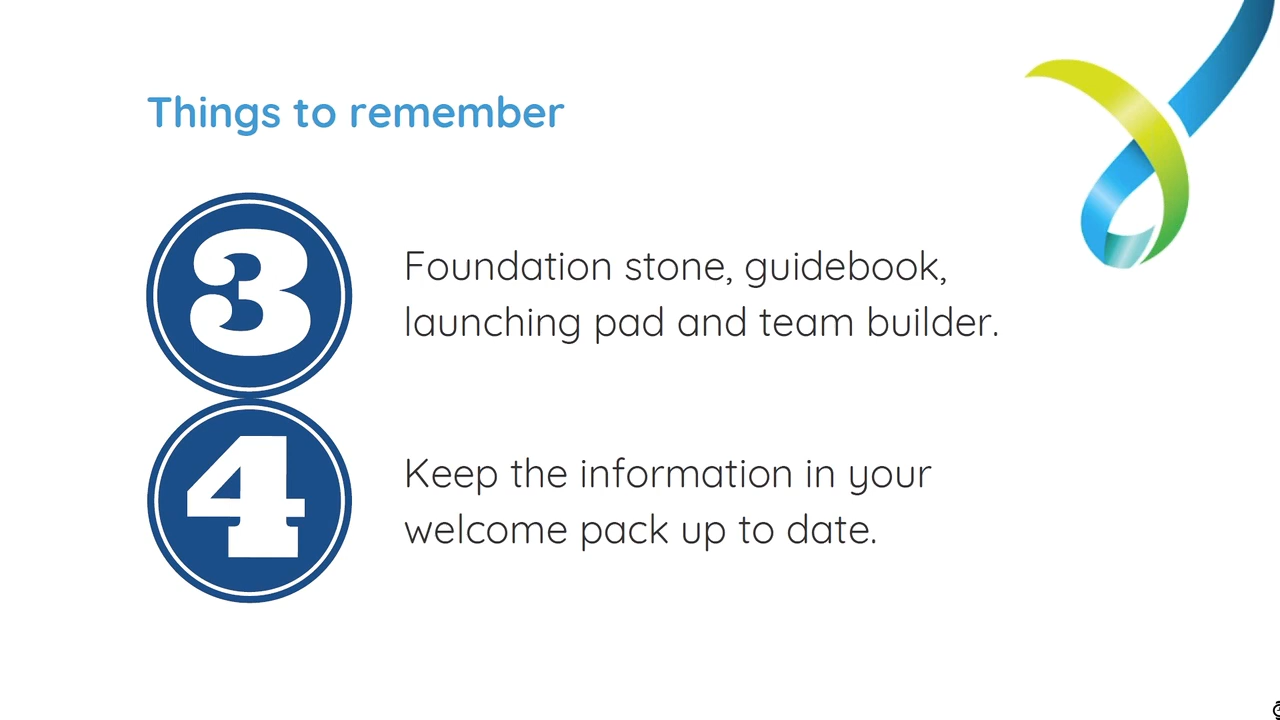 Things to remember
3
Foundation stone, guidebook,
launching pad and team builder.
4
Keep the information in your
welcome pack up to date.